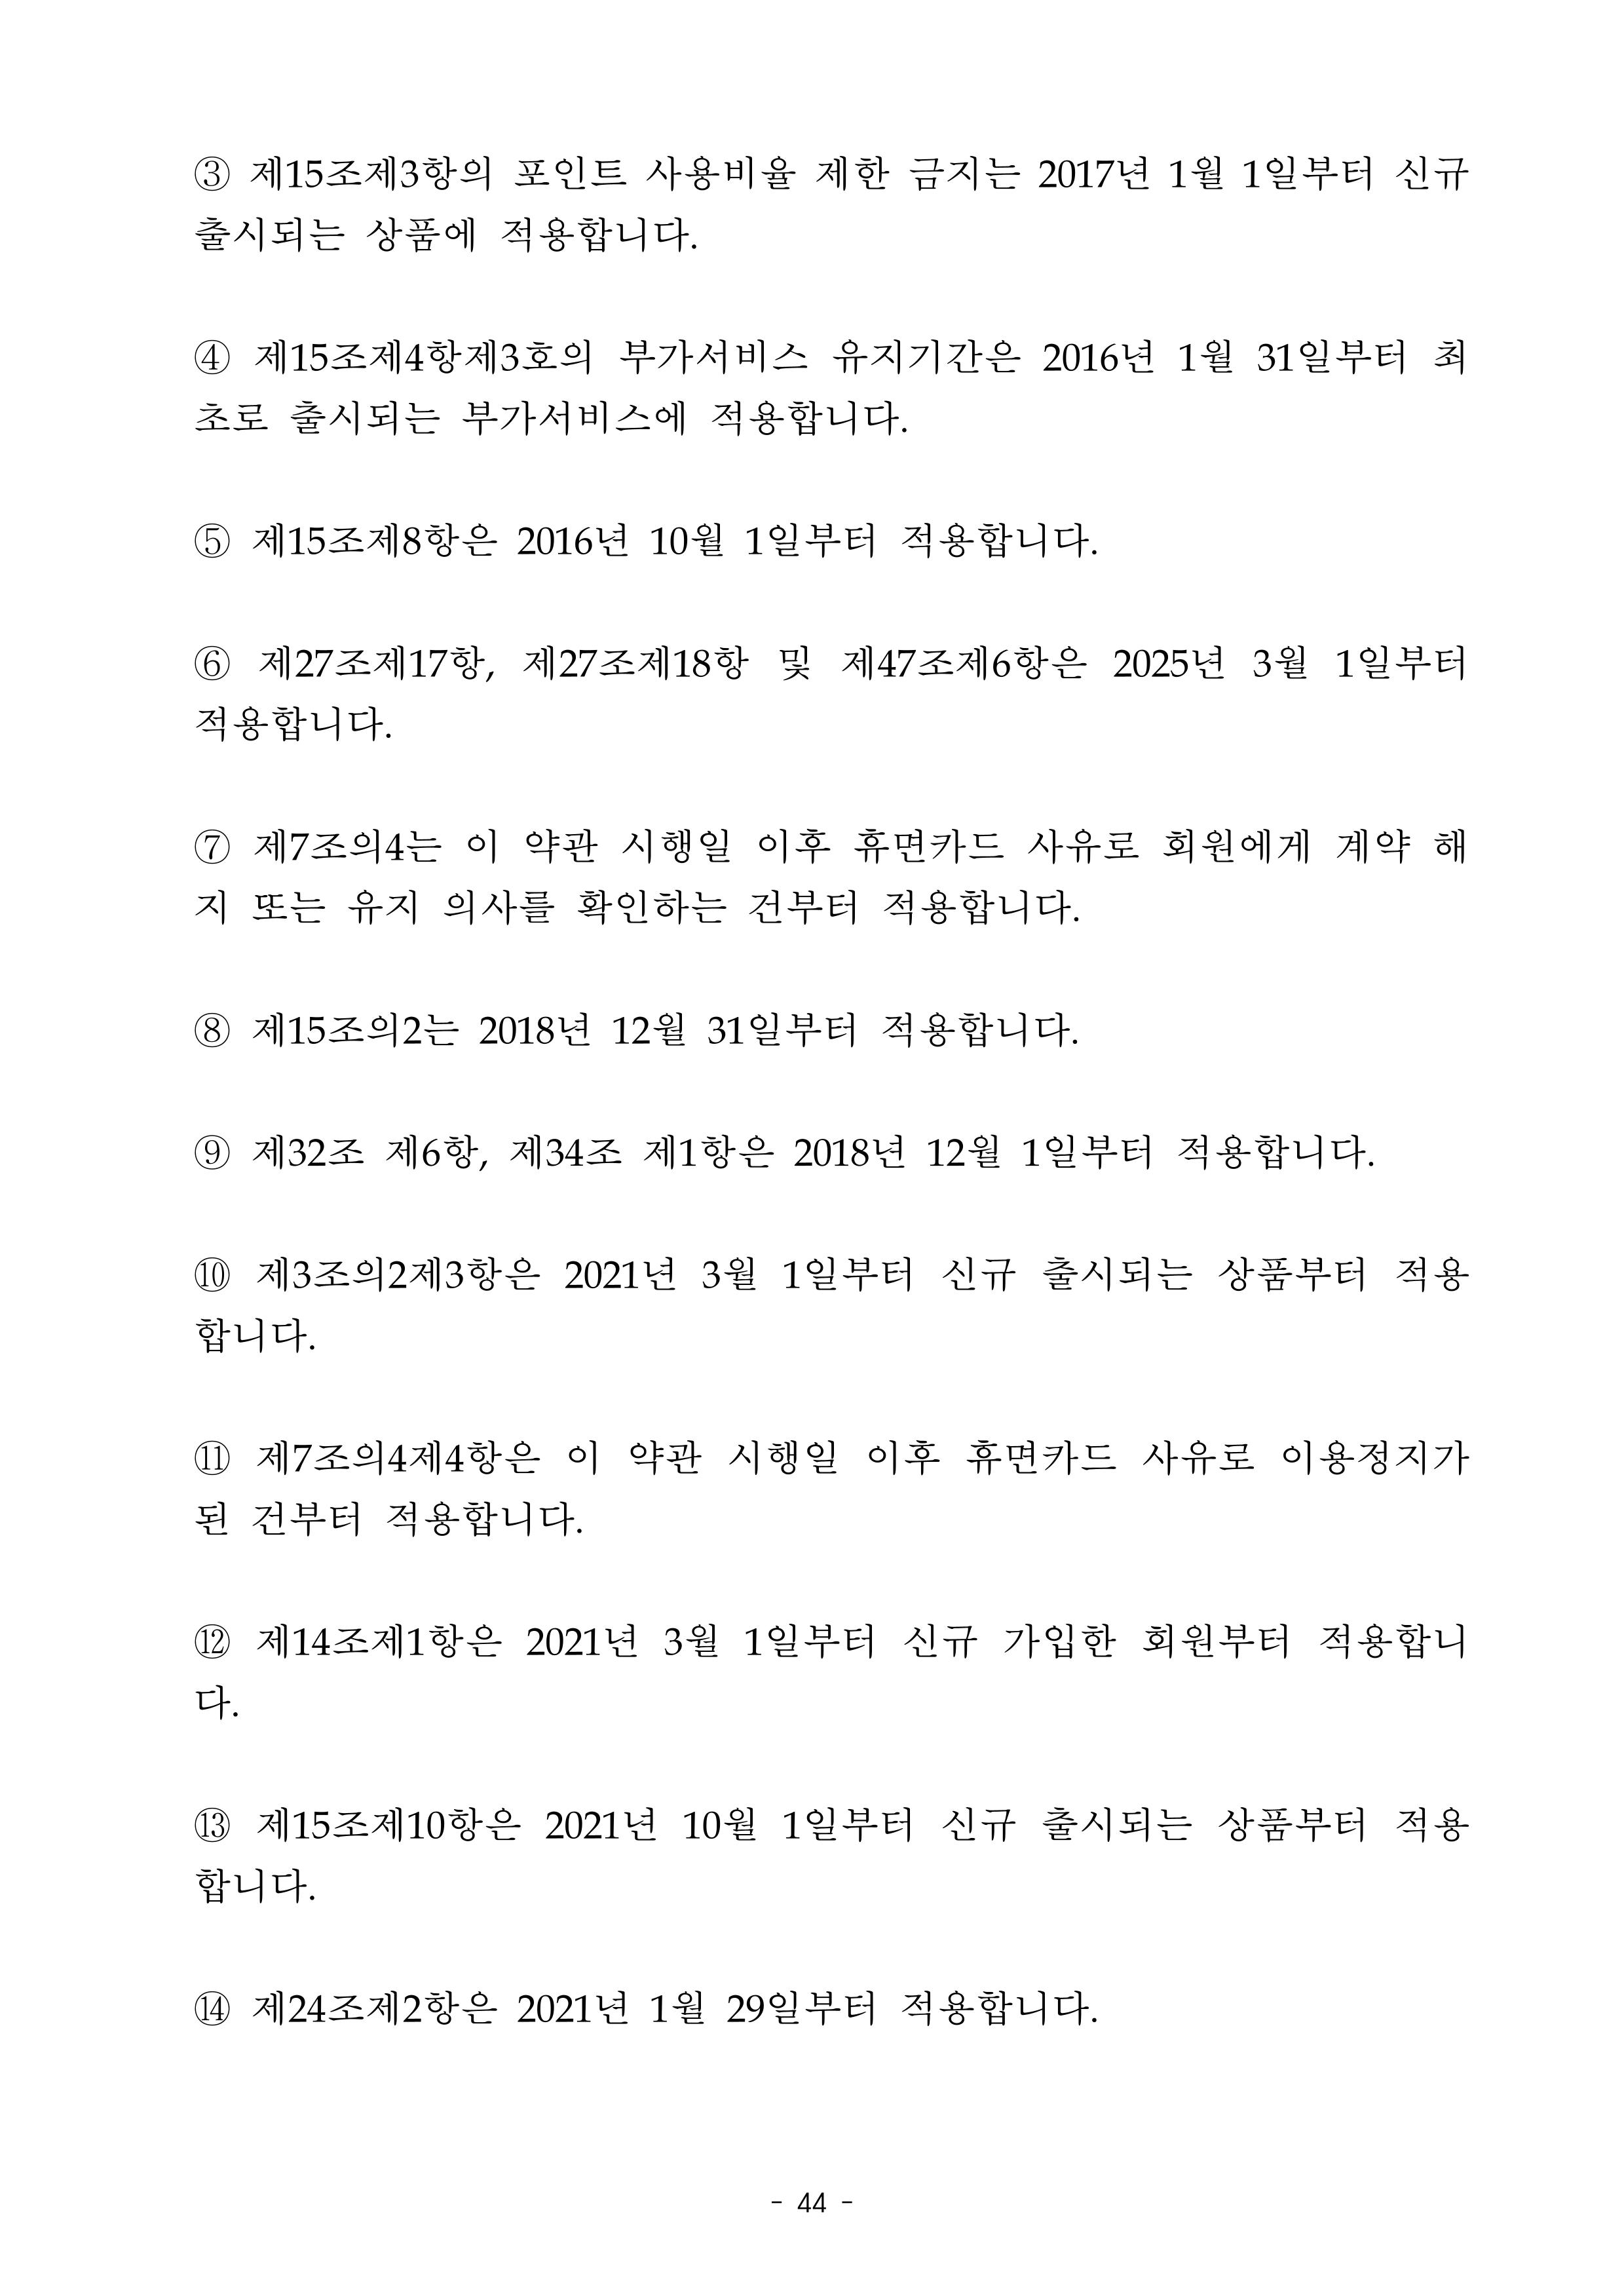 ③ 제15조제3항의 포인트 사용비율 제한 금지는 2017년 1월 1일부터 신규
출시되는 상품에 적용합니다.
④ 제15조제4항제3호의 부가서비스 유지기간은 2016년 1월 31일부터 최
초로 출시되는 부가서비스에 적용합니다.
⑤ 제15조제8항은 2016년 10월 1일부터 적용합니다.
⑥ 제27조제17항, 제27조제18항 및 제47조제6항은 2025년 3월 1일부터
적용합니다.
⑦ 제7조의4는 이 약관 시행일 이후 휴면카드 사유로 회원에게 계약 해
지 또는 유지 의사를 확인하는 건부터 적용합니다.
⑧ 제15조의2는 2018년 12월 31일부터 적용합니다.
⑨ 제32조 제6항, 제34조 제1항은 2018년 12월 1일부터 적용합니다.
⑩ 제3조의2제3항은 2021년 3월 1일부터 신규 출시되는 상품부터 적용
합니다.
⑪ 제7조의4제4항은 이 약관 시행일 이후 휴면카드 사유로 이용정지가
된 건부터 적용합니다.
⑫ 제14조제1항은 2021년 3월 1일부터 신규 가입한 회원부터 적용합니
다.
⑬ 제15조제10항은 2021년 10월 1일부터 신규 출시되는 상품부터 적용
합니다.
⑭ 제24조제2항은 2021년 1월 29일부터 적용합니다.
- 44 -